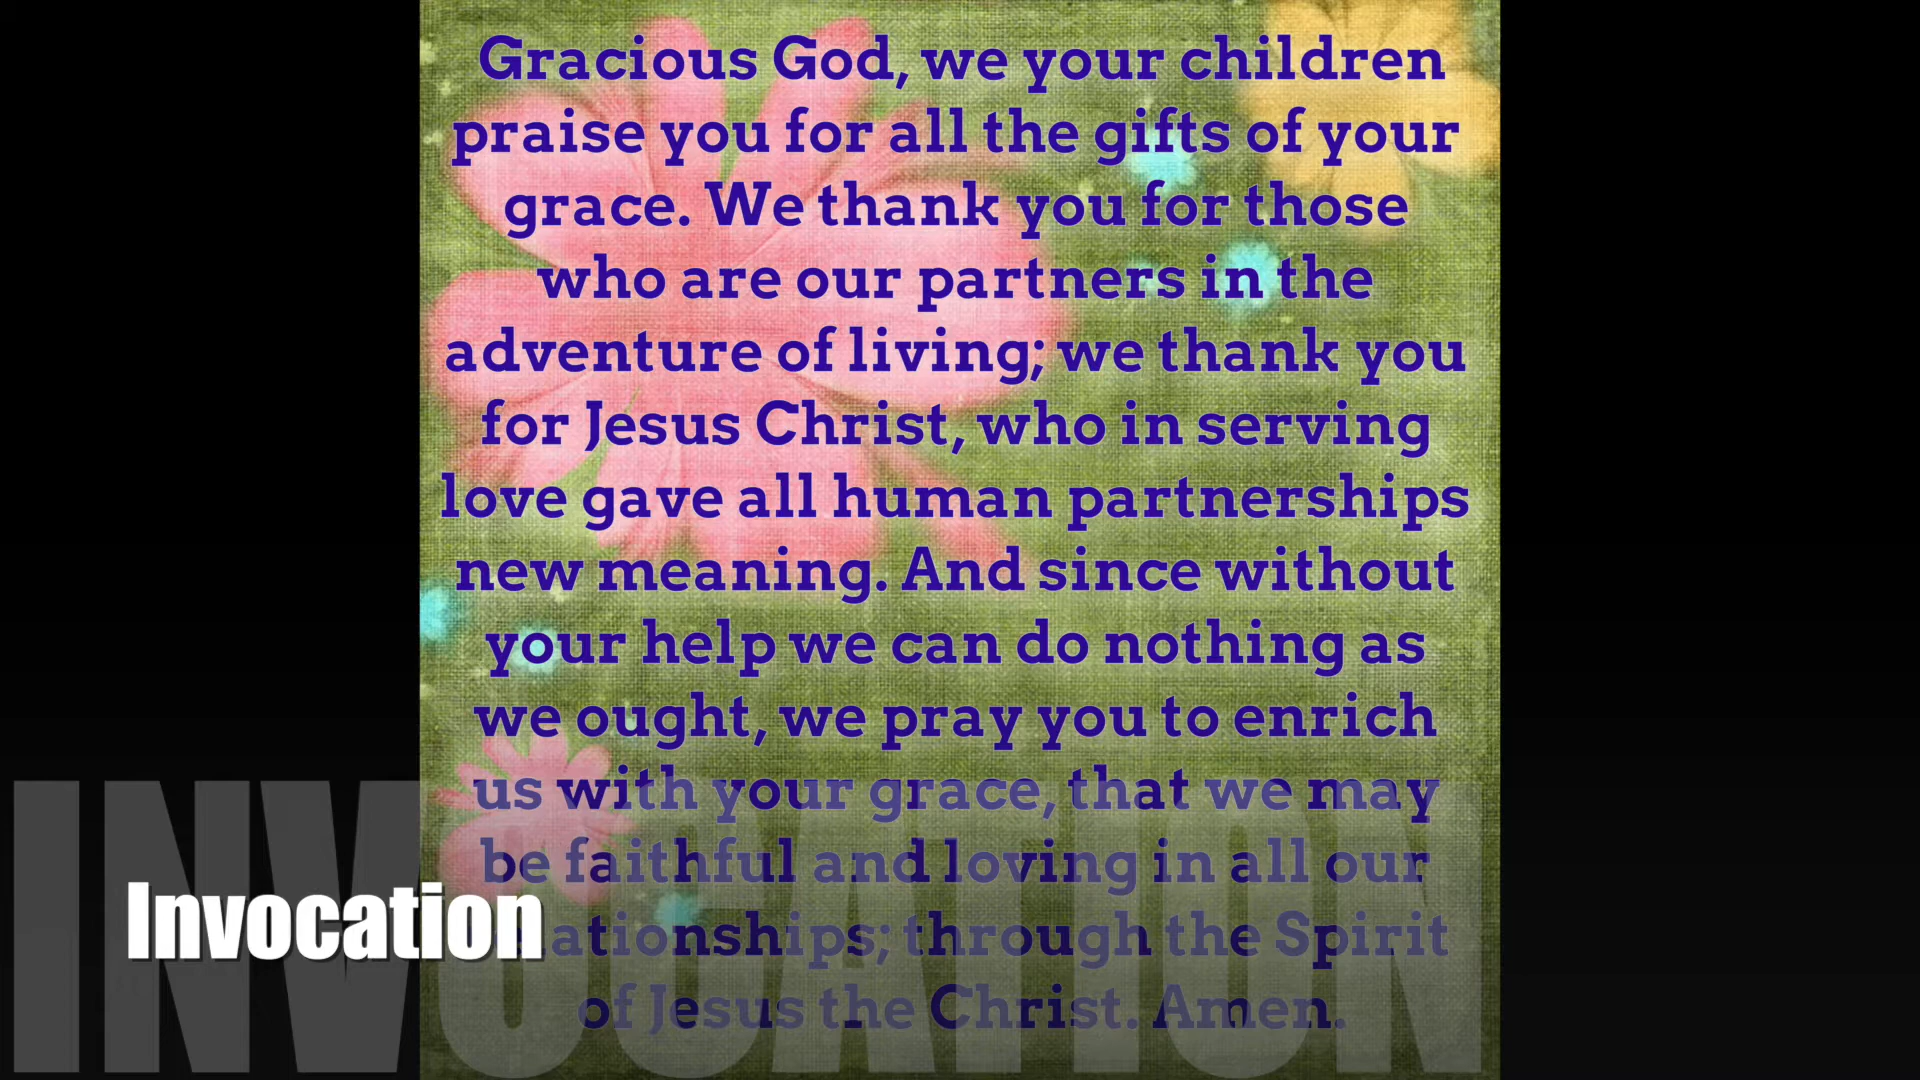 Gracious God, we your children
praise you for all the gifts of your
grace. We thank you for those
who are our partners in the
adventure of living; we thank you
for Jesus Christ, who in serving
love gave all human partnerships
new meaning. And since without
your help we can do nothing as
we ought, we pray you to enrich
us with your grace, that we may
be faithful and loving in all our
Invocation
through the Spirit
of Jesus the Christ. Amen.
INVOCATION